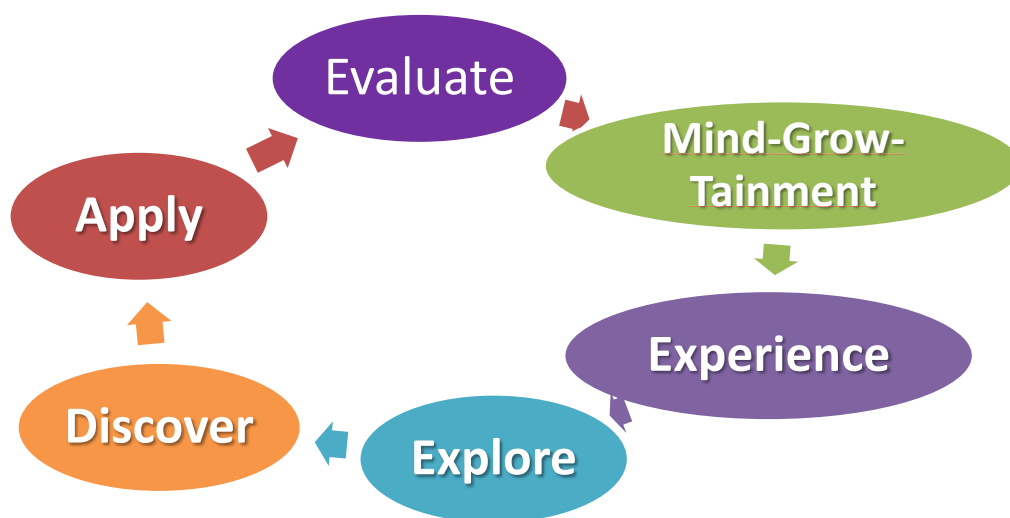 Evaluate
Mind-Grow-
Tainment
Apply
Experience
Discover
Explore